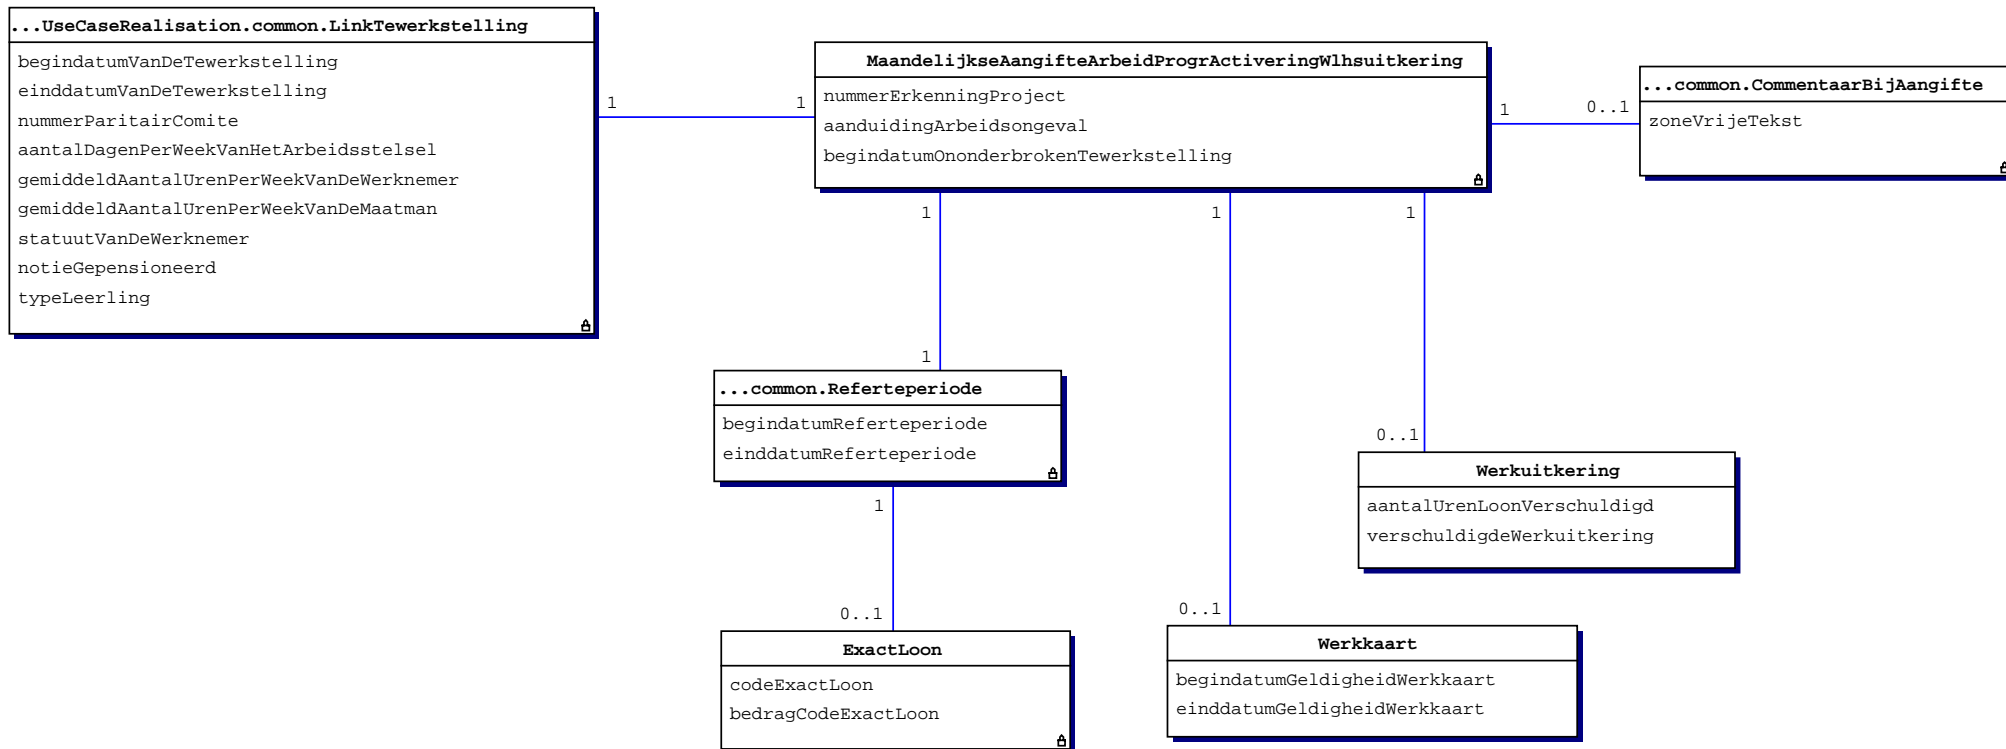 ...UseCaseRealisation.common.LinkTewerkstelling
begindatumVanDeTewerkstelling
einddatumVanDeTewerkstelling
nummerParitairComite
aantalDagenPerWeekVanHetArbeidsstelsel
gemiddeldAantalUrenPerWeekVanDeWerknemer
gemiddeldAantalUrenPerWeekVanDeMaatman
statuutVanDeWerknemer
notieGepensioneerd
typeLeerling
1
1
MaandelijkseAangifteArbeidProgrActiveringWlhsuitkering
nummerErkenningProject
aanduidingArbeidsongeval
begindatumOnonderbrokenTewerkstelling
1
0..1
...common.CommentaarBijAangifte
zoneVrijeTekst
1
1
1
1
...common.Referteperiode
begindatumReferteperiode
einddatumReferteperiode
0..1
Werkuitkering
aantalUrenLoonVerschuldigd
verschuldigdeWerkuitkering
1
0..1
ExactLoon
codeExactLoon
bedragCodeExactLoon
0..1
Werkkaart
begindatumGeldigheidWerkkaart
einddatumGeldigheidWerkkaart